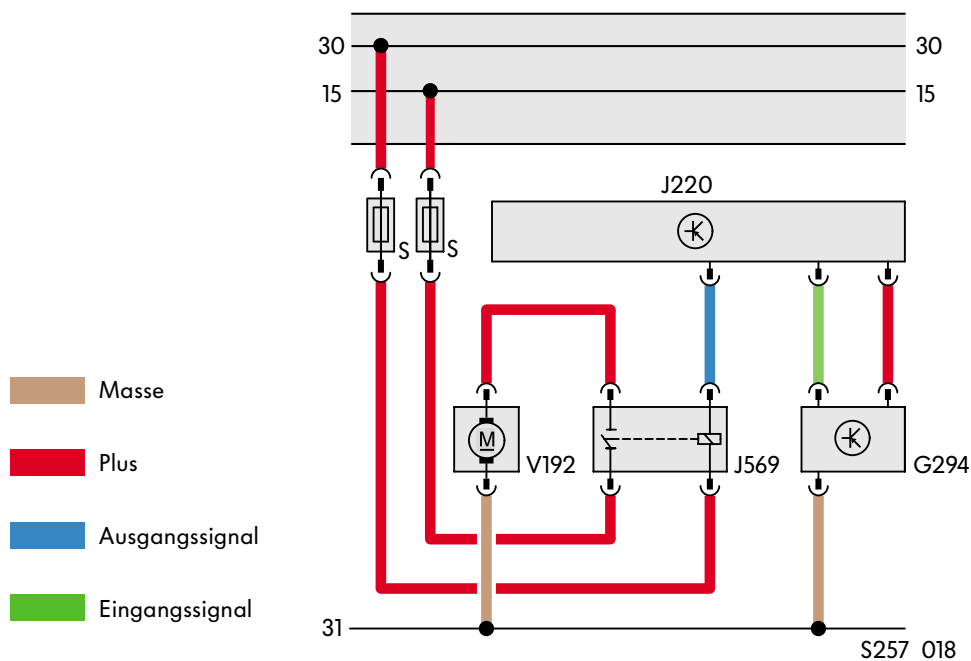 30 30
15 15
J220
S S
M
V192 J569 G294
Masse
Plus
Ausgangssignal
Eingangssignal
31
S257 018